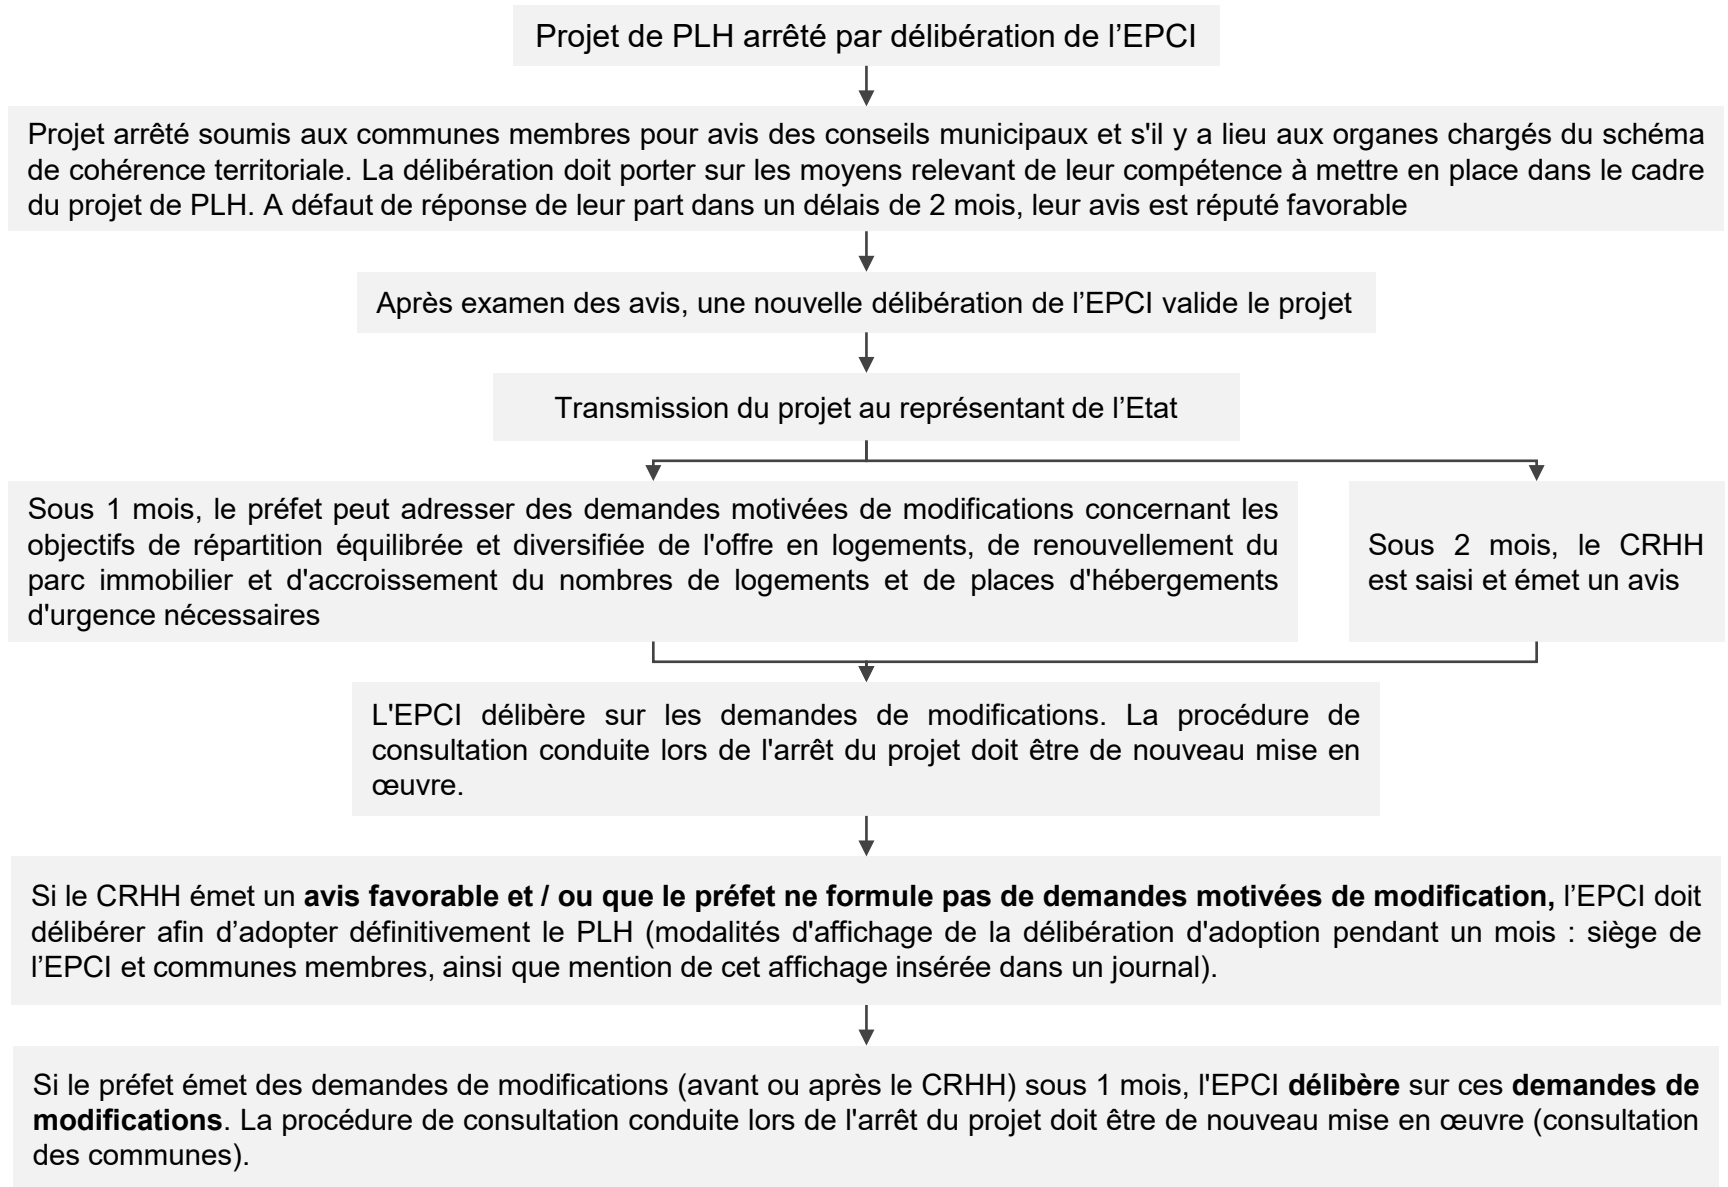 Projet de PLH arrêté par délibération de l’EPCI
Projet arrêté soumis aux communes membres pour avis des conseils municipaux et s'il y a lieu aux organes chargés du schéma
de cohérence territoriale. La délibération doit porter sur les moyens relevant de leur compétence à mettre en place dans le cadre
du projet de PLH. A défaut de réponse de leur part dans un délais de 2 mois, leur avis est réputé favorable
Après examen des avis, une nouvelle délibération de l’EPCI valide le projet
Transmission du projet au représentant de l’Etat
Sous 1 mois, le préfet peut adresser des demandes motivées de modifications concernant les
objectifs de répartition équilibrée et diversifiée de l'offre en logements, de renouvellement du
parc immobilier et d'accroissement du nombres de logements et de places d'hébergements
d'urgence nécessaires
Sous 2 mois, le CRHH
est saisi et émet un avis
L'EPCI délibère sur les demandes de modifications. La procédure de
consultation conduite lors de l'arrêt du projet doit être de nouveau mise en
œuvre.
Si le CRHH émet un avis favorable et / ou que le préfet ne formule pas de demandes motivées de modification, l’EPCI doit
délibérer afin d’adopter définitivement le PLH (modalités d'affichage de la délibération d'adoption pendant un mois : siège de
l’EPCI et communes membres, ainsi que mention de cet affichage insérée dans un journal).
Si le préfet émet des demandes de modifications (avant ou après le CRHH) sous 1 mois, l'EPCI délibère sur ces demandes de
modifications. La procédure de consultation conduite lors de l'arrêt du projet doit être de nouveau mise en œuvre (consultation
des communes).